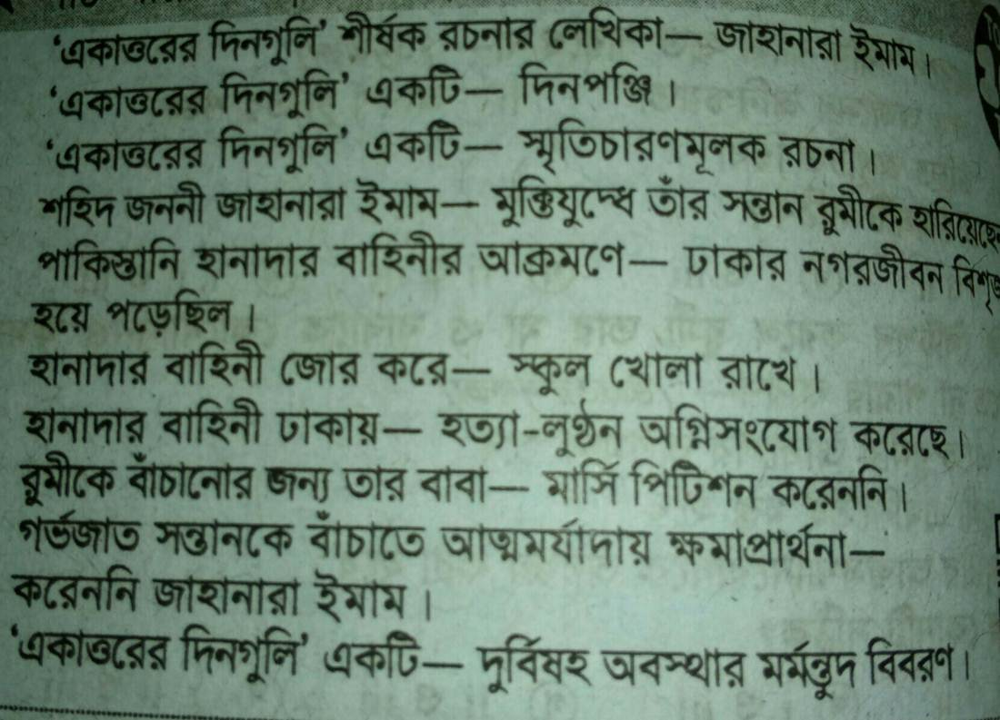 ‘একাত্তরের দিনগুলি’ শীর্ষক রচনার লেখিকা— জাহানারা ইমাম।
‘একাত্তরের দিনগুলি’ একটি— দিনপঞ্জি।
‘একাত্তরের দিনগুলি’ একটি— স্মৃতিচারণমূলক রচনা।
শহিদ জননী জাহানারা ইমাম— মুক্তিযুদ্ধে তাঁর সন্তান রুমীকে
পাকিস্তানি হানাদার বাহিনীর আক্রমণে— ঢাকার নগরজীবন
হয়ে পড়েছিল।
হানাদার বাহিনী জোর করে— স্কুল খোলা রাখে।
হানাদার বাহিনী ঢাকায়— হত্যা-লুণ্ঠন অগ্নিসংযোগ করেছে।
রুমীকে বাঁচানোর জন্য তার বাবা— মার্সি পিটিশন করেননি।
গর্ভজাত সন্তানকে বাঁচাতে আত্মমর্যাদায় ক্ষমাপ্রার্থনা—
করেননি জাহানারা ইমাম।
‘একাত্তরের দিনগুলি’ একটি— দুর্বিষহ অবস্থার মর্মন্তুদ বিবরণ।